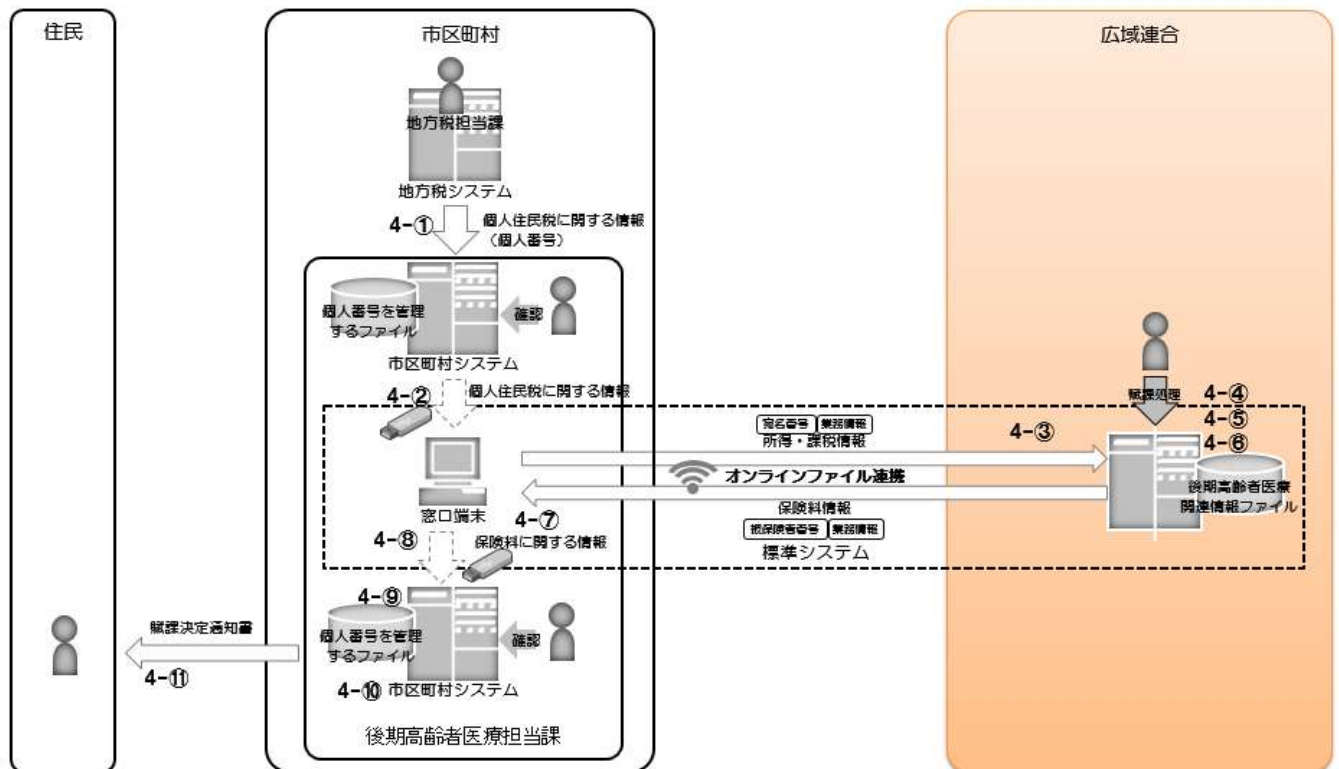 住民
市区町村
広域連合
地方税担当課
地方税システム
4-①
個人住民税に関する情報
（個人番号）
個人番号を管理
するファイル
確認
市区町村システム
4-②
個人住民税に関する情報
賦課処理
4-④
4-⑤
4-⑥
宛名番号 業務情報
所得・課税情報
4-③
オンラインファイル連携
窓口端末
4-⑦
保険料情報
後期高齢者医療
関連情報ファイル
被保険者番号 業務情報
標準システム
4-⑧
保険料に関する情報
4-⑨
賦課決定通知書
個人番号を管理
するファイル
確認
4-⑪
4-⑩
市区町村システム
後期高齢者医療担当課